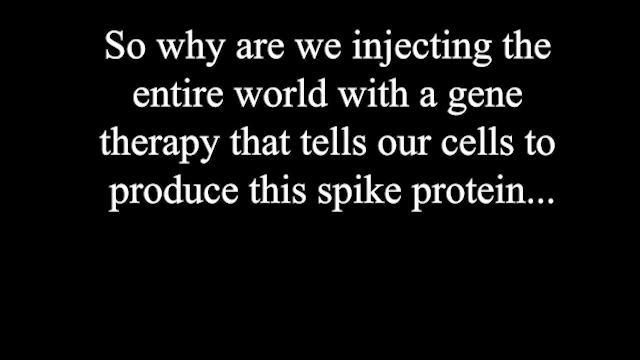 So why are we injecting the
entire world with a gene
therapy that tells our cells to
produce this spike protein...